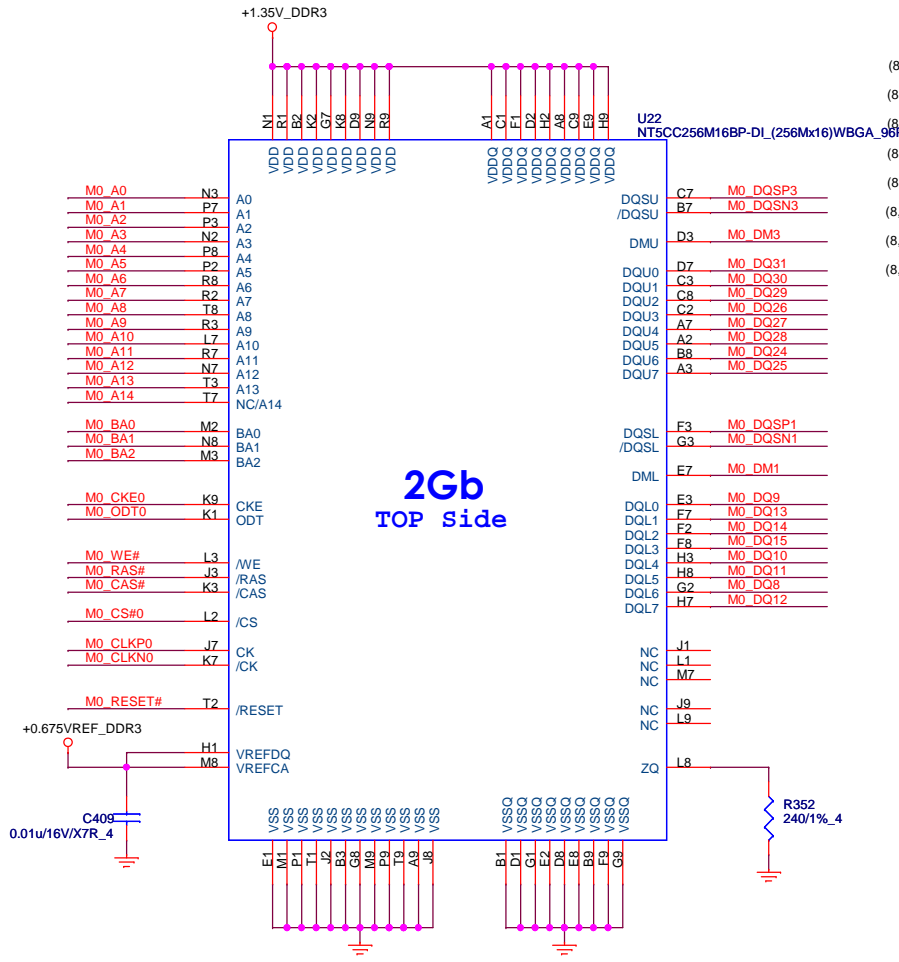 +1.35V_DDR3
N1 R1 B2 K2 G7 K8 D9 N9 R9
A1 C1 F1 D2 H2 A8 C9 E9 H9
VDD VDD VDD VDD VDD VDD VDD VDD VDD
VDDQ VDDQ VDDQ VDDQ VDDQ VDDQ VDDQ VDDQ VDDQ
U22
NT5CC256M16BP-DI_(256Mx16)WBGA_96
(8
(8
(8
(8
(8
(8,
(8,
(8,
M0_A0 N3 A0
M0_A1 P7 A1
M0_A2 P3 A2
M0_A3 N2 A3
M0_A4 P8 A4
M0_A5 P2 A5
M0_A6 R8 A6
M0_A7 R2 A7
M0_A8 T8 A8
M0_A9 R3 A9
M0_A10 L7 A10
M0_A11 R7 A11
M0_A12 N7 A12
M0_A13 T3 A13
M0_A14 T7 NC/A14
M0_BA0 M2 BA0
M0_BA1 N8 BA1
M0_BA2 M3 BA2
M0_CKE0 K9 CKE
M0_ODT0 K1 ODT
M0_WE# L3 /WE
M0_RAS# J3 /RAS
M0_CAS# K3 /CAS
M0_CS#0 L2 /CS
M0_CLKP0 J7 CK
M0_CLKN0 K7 /CK
M0_RESET# T2 /RESET
+0.675VREF_DDR3
H1 VREFDQ
M8 VREFCA
C409
0.01u/16V/X7R_4
2Gb
TOP Side
DQSU C7 M0_DQSP3
/DQSU B7 M0_DQSN3
DMU D3 M0_DM3
DQU0 D7 M0_DQ31
DQU1 C3 M0_DQ30
DQU2 C8 M0_DQ29
DQU3 C2 M0_DQ26
DQU4 A7 M0_DQ27
DQU5 A2 M0_DQ28
DQU6 B8 M0_DQ24
DQU7 A3 M0_DQ25
DQSL F3 M0_DQSP1
/DQSL G3 M0_DQSN1
DML E7 M0_DM1
DQL0 E3 M0_DQ9
DQL1 F7 M0_DQ13
DQL2 F2 M0_DQ14
DQL3 F8 M0_DQ15
DQL4 H3 M0_DQ10
DQL5 H8 M0_DQ11
DQL6 G2 M0_DQ8
DQL7 H7 M0_DQ12
NC J1
NC L1
NC M7
NC J9
NC L9
ZQ L8
R352
240/1%_4
VSS VSS VSS VSS VSS VSS VSS VSS VSS VSS VSS VSS
VSSQ VSSQ VSSQ VSSQ VSSQ VSSQ VSSQ VSSQ VSSQ
E1 M1 P1 T1 J2 B3 G8 M9 P9 T9 A9 J8
B1 D1 G1 E2 D8 E8 B9 F9 G9